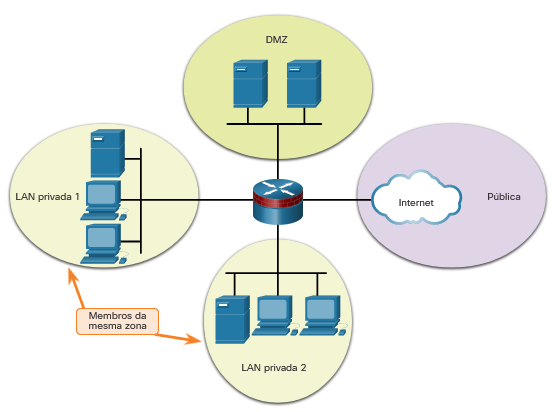 DMZ
LAN privada 1
Internet
Pública
Membros da
mesma zona
LAN privada 2